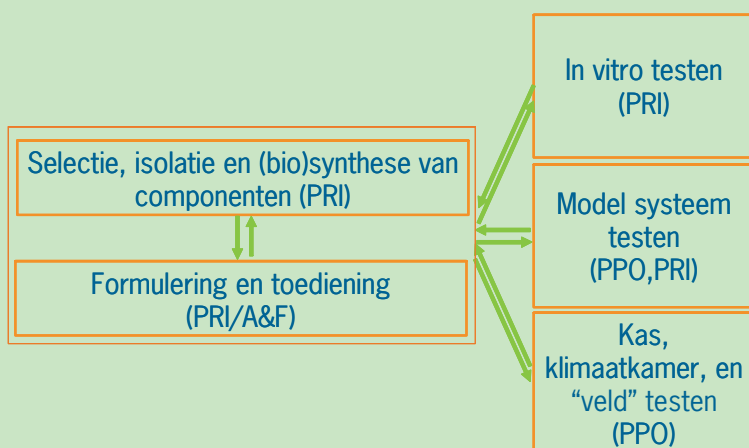 Selectie, isolatie en (bio)synthese van
componenten (PRI)
Formulering en toediening
(PRI/A&F)
In vitro testen
(PRI)
Model systeem
testen
(PPO,PRI)
Kas,
klimaatkamer, en
“veld” testen
(PPO)